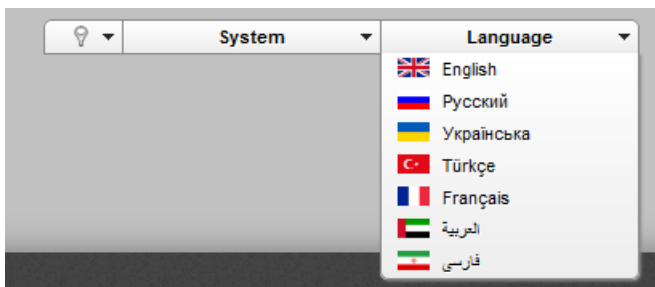 System
Language
English
Русский
Українська
Türkçe
Français
العربية
فارسی